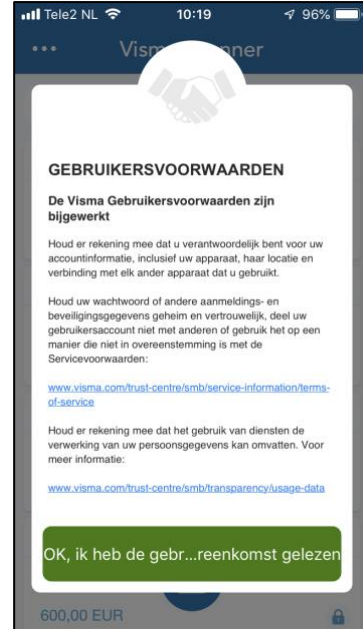 Tele2 NL 10:19 96%
Vism nner
GEBRUIKERSVOORWAARDEN
De Visma Gebruikersvoorwaarden zijn
bijgewerkt
Houd er rekening mee dat u verantwoordelijk bent voor uw
accountinformatie, inclusief uw apparaat, haar locatie en
verbinding met elk ander apparaat dat u gebruikt.
Houd uw wachtwoord of andere aanmeldings- en
beveiligingsgegevens geheim en vertrouwelijk, deel uw
gebruikersaccount niet met anderen of gebruik het op een
manier die niet in overeenstemming is met de
Servicevoorwaarden:
www.visma.com/trust-centre/smb/service-information/terms-
of-service
Houd er rekening mee dat het gebruik van diensten de
verwerking van uw persoonsgegevens kan omvatten. Voor
meer informatie:
www.visma.com/trust-centre/smb/transparency/usage-data
OK, ik heb de gebr...reenkomst gelezen
600,00 EUR